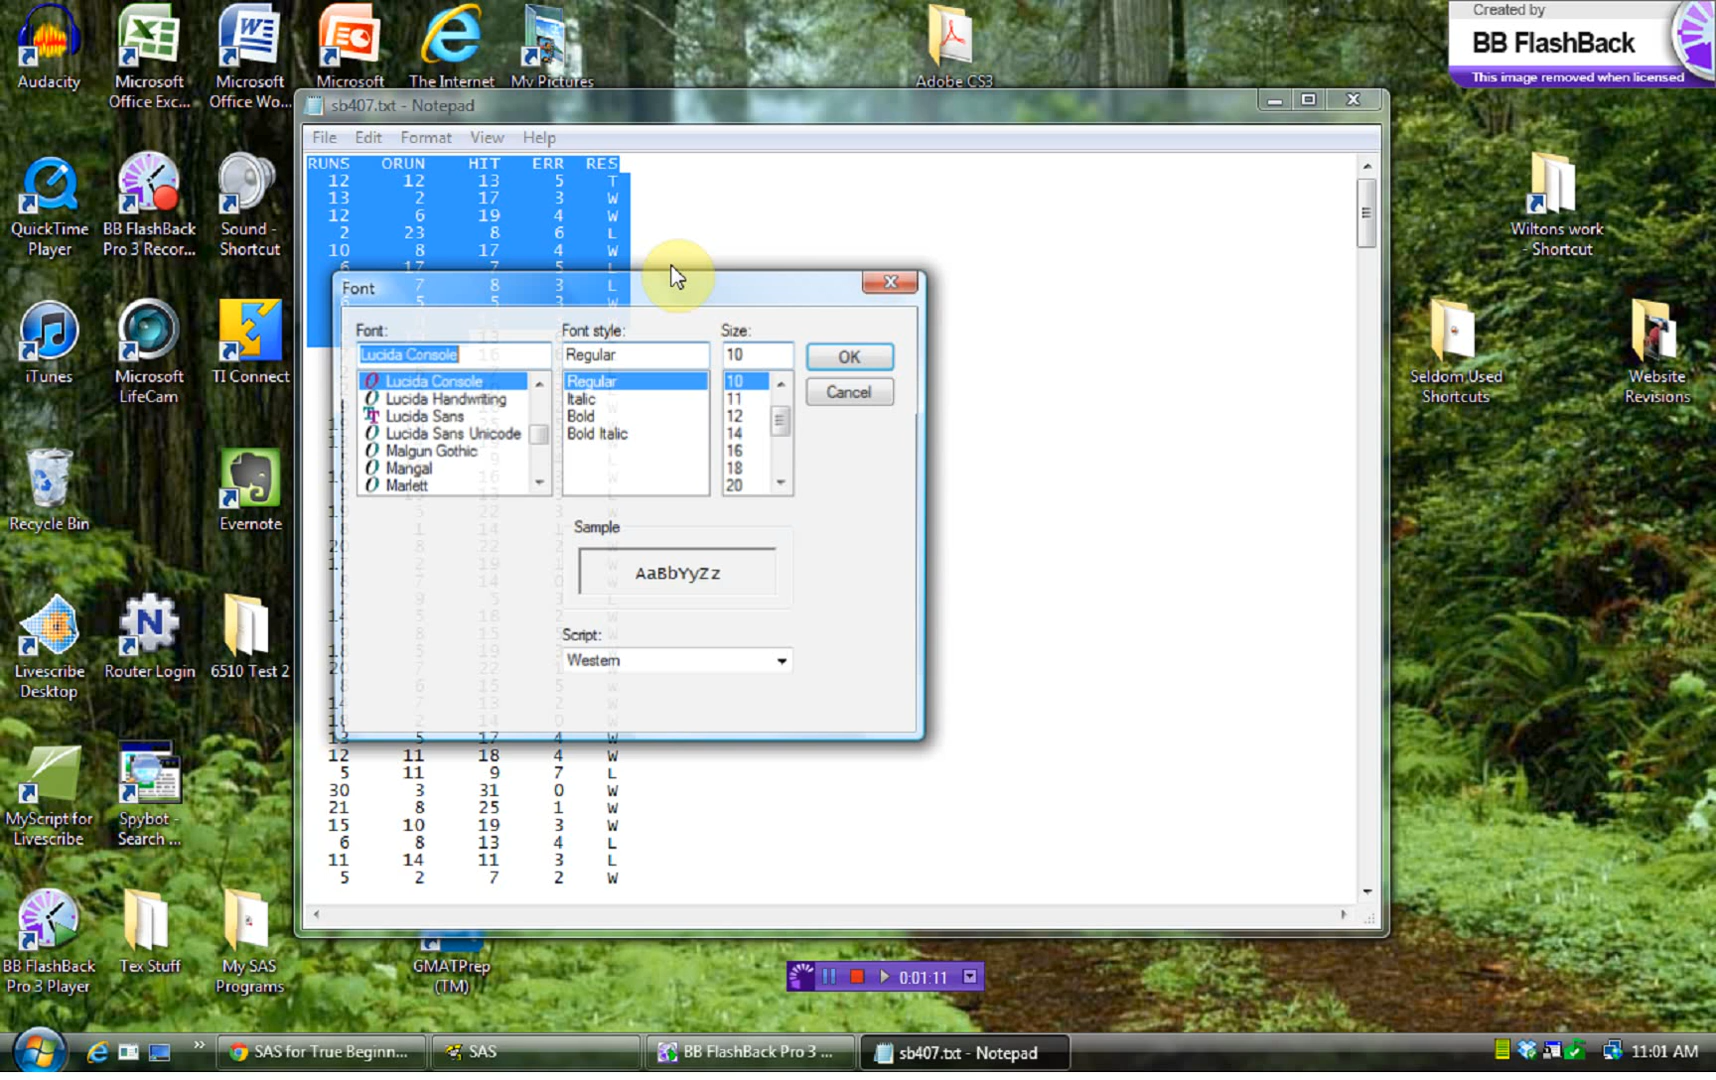 Audacity
Microsoft
Office Exc...
Microsoft
Office Wo...
Microsoft
The Internet
My Pictures
Adobe CS3
Created by
BB FlashBack
This image removed when licensed
QuickTime
Player
BB FlashBack
Pro 3 Recor...
Sound -
Shortcut
Wiltons work
- Shortcut
iTunes
Microsoft
LifeCam
TI Connect
Seldom Used
Shortcuts
Website
Revisions
Recycle Bin
Evernote
Livescribe
Desktop
Router Login
6510 Test 2
MyScript for
Livescribe
Spybot -
Search ...
BB FlashBack
Pro 3 Player
Tex Stuff
My SAS
Programs
GMATPrep
(TM)
sb407.txt - Notepad
File Edit Format View Help
RUNS ORUN HIT ERR RES
12 12 13 5 T
13 2 17 3 W
12 6 19 4 W
2 23 8 6 L
10 8 17 4 W
Font
Font:
Lucida Console
Lucida Console
Lucida Handwriting
Lucida Sans
Lucida Sans Unicode
Malgun Gothic
Mangal
Marlett
Font style:
Regular
Regular
Italic
Bold
Bold Italic
Size:
10
10
11
12
14
16
18
20
OK
Cancel
Sample
AaBbYyZz
Script:
Western
12 11 18 4 W
5 11 9 7 L
30 3 31 0 W
21 8 25 1 W
15 10 19 3 W
6 8 13 4 L
11 14 11 3 L
5 2 7 2 W
0:01:11
SAS for True Beginn...
SAS
BB FlashBack Pro 3 ...
sb407.txt - Notepad
11:01 AM